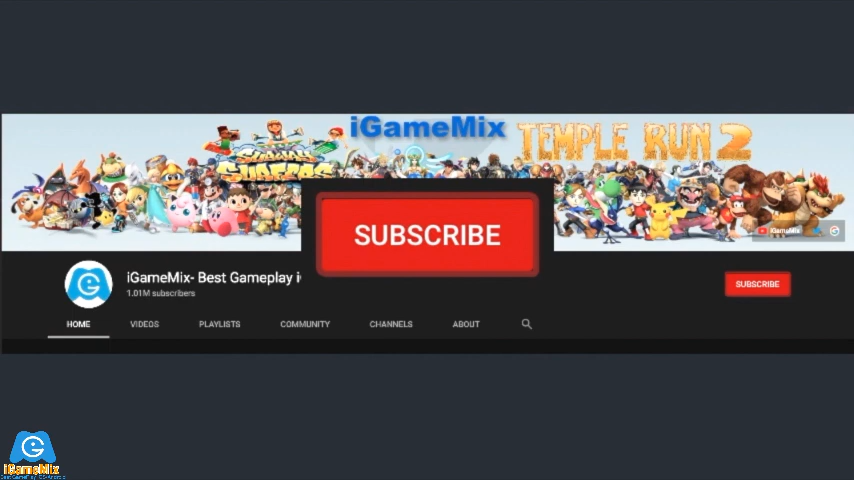 iGameMix
SUBWAY
SURFERS
TEMPLE RUN 2
SUBSCRIBE
iGameMix
iGameMix- Best Gameplay i
1.01M subscribers
SUBSCRIBE
HOME VIDEOS PLAYLISTS COMMUNITY CHANNELS ABOUT
iGameMix